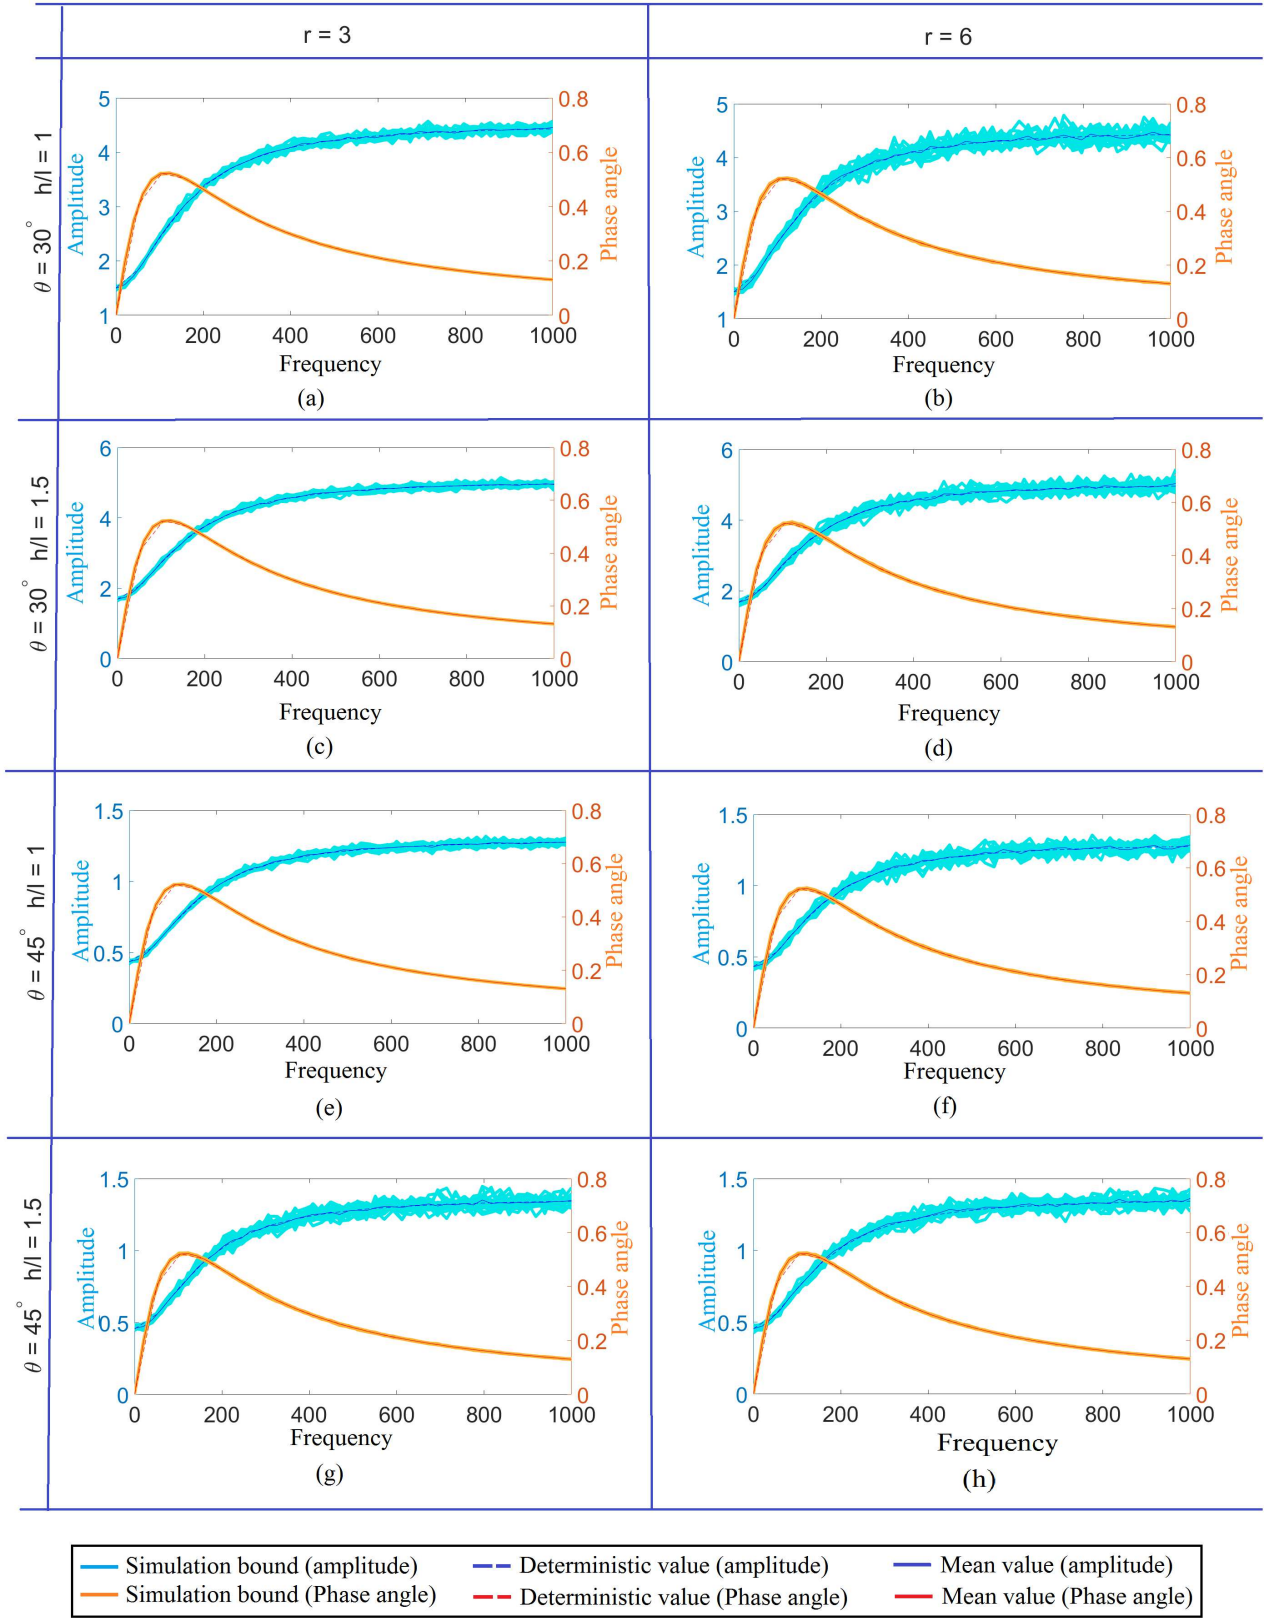 r = 3
r = 6
θ = 30° h/l = 1
5
4
3
2
1
Amplitude
0.8
0.6
0.4
0.2
0
Phase angle
0 200 400 600 800 1000
Frequency
(a)
5
4
3
2
1
Amplitude
0.8
0.6
0.4
0.2
0
Phase angle
0 200 400 600 800 1000
Frequency
(b)
θ = 30° h/l = 1.5
6
4
2
0
Amplitude
0.8
0.6
0.4
0.2
0
Phase angle
0 200 400 600 800 1000
Frequency
(c)
6
4
2
0
Amplitude
0.8
0.6
0.4
0.2
0
Phase angle
0 200 400 600 800 1000
Frequency
(d)
θ = 45° h/l = 1
1.5
1
0.5
0
Amplitude
0.8
0.6
0.4
0.2
0
Phase angle
0 200 400 600 800 1000
Frequency
(e)
1.5
1
0.5
0
Amplitude
0.8
0.6
0.4
0.2
0
Phase angle
0 200 400 600 800 1000
Frequency
(f)
θ = 45° h/l = 1.5
1.5
1
0.5
0
Amplitude
0.8
0.6
0.4
0.2
0
Phase angle
0 200 400 600 800 1000
Frequency
(g)
1.5
1
0.5
0
Amplitude
0.8
0.6
0.4
0.2
0
Phase angle
0 200 400 600 800 1000
Frequency
(h)
Simulation bound (amplitude) Deterministic value (amplitude) Mean value (amplitude)
Simulation bound (Phase angle) Deterministic value (Phase angle) Mean value (Phase angle)